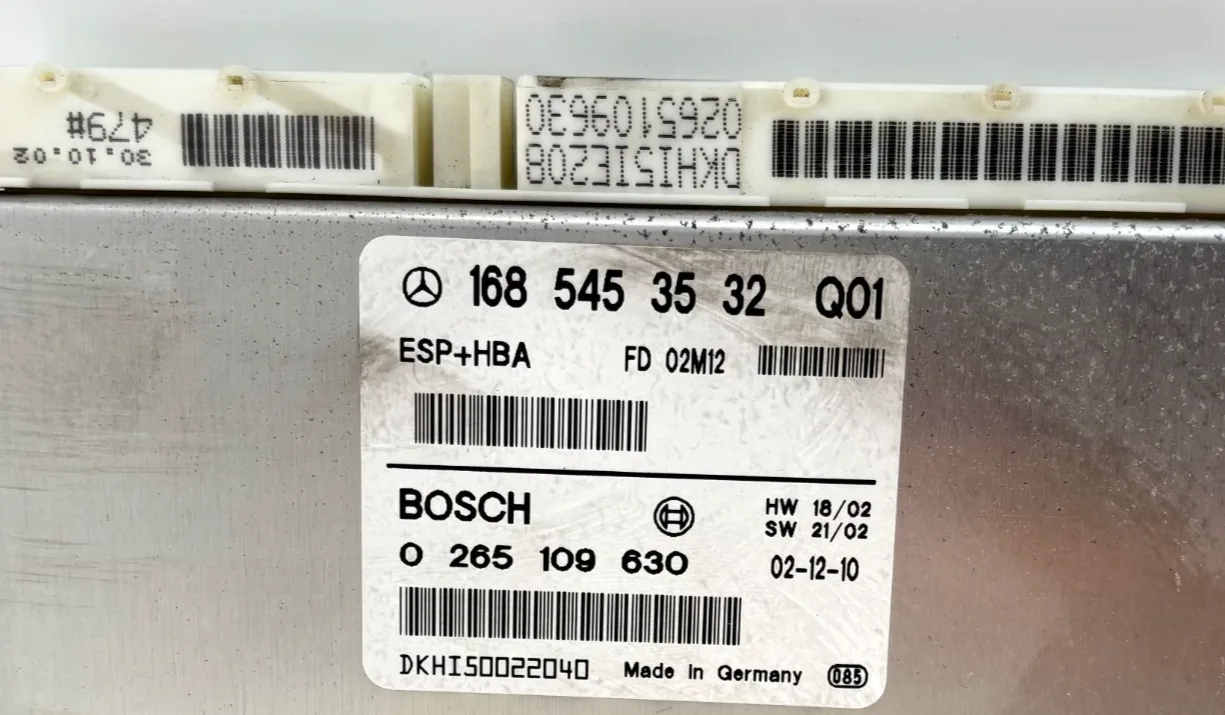 30.10.02
479#
0265109630
168 545 35 32 Q01
ESP+HBA FD 02M12
BOSCH HW 18/02
SW 21/02
0 265 109 630 02-12-10
DKHI50022040 Made in Germany 085